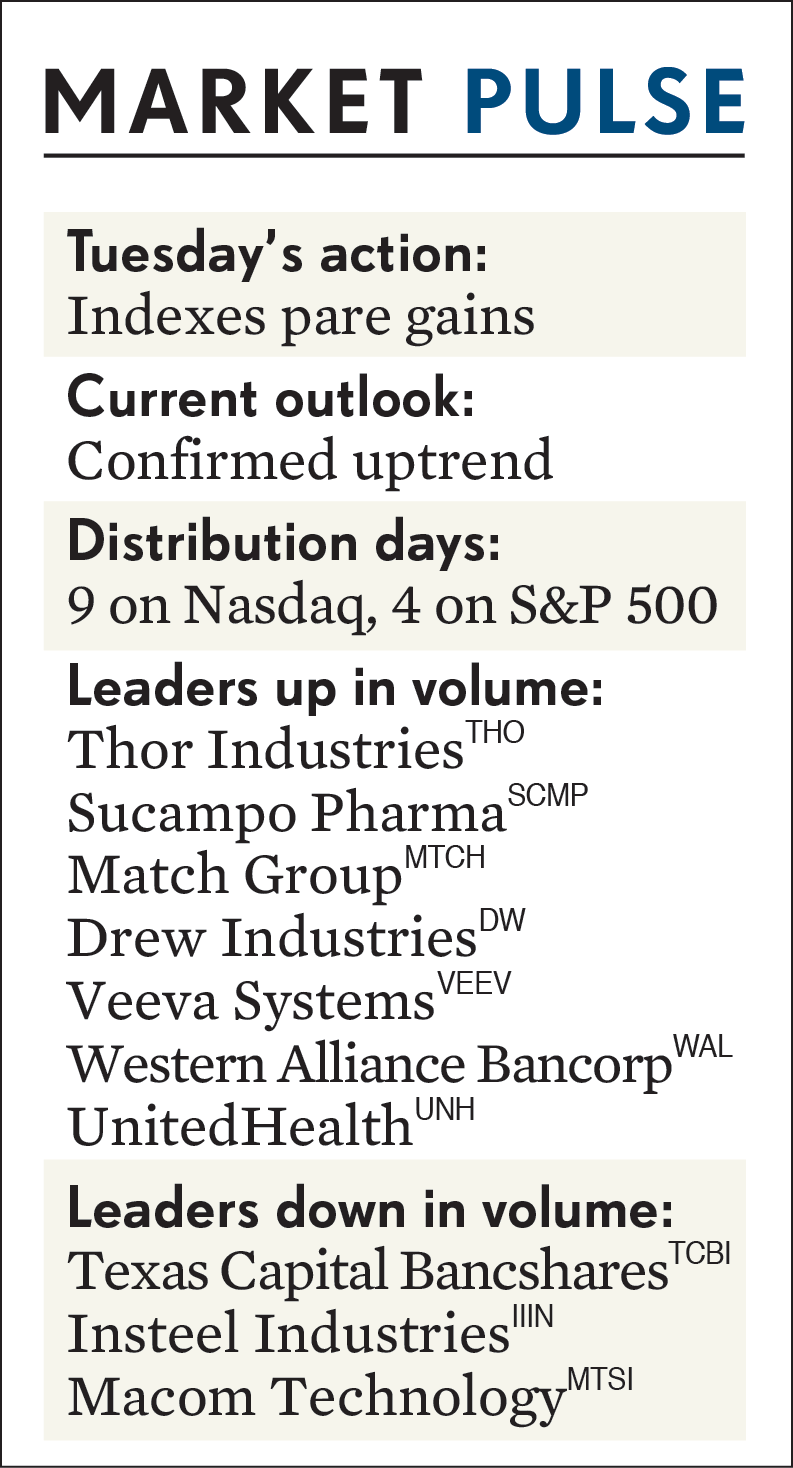 MARKET PULSE
Tuesday’s action:
Indexes pare gains
Current outlook:
Confirmed uptrend
Distribution days:
9 on Nasdaq, 4 on S&P 500
Leaders up in volume:
Thor Industries THO
Sucampo Pharma SCMP
Match Group MTCH
Drew Industries DW
Veeva Systems VEEV
Western Alliance Bancorp WAL
UnitedHealth UNH
Leaders down in volume:
Texas Capital Bancshares TCBI
Insteel Industries IIIN
Macom Technology MTSI